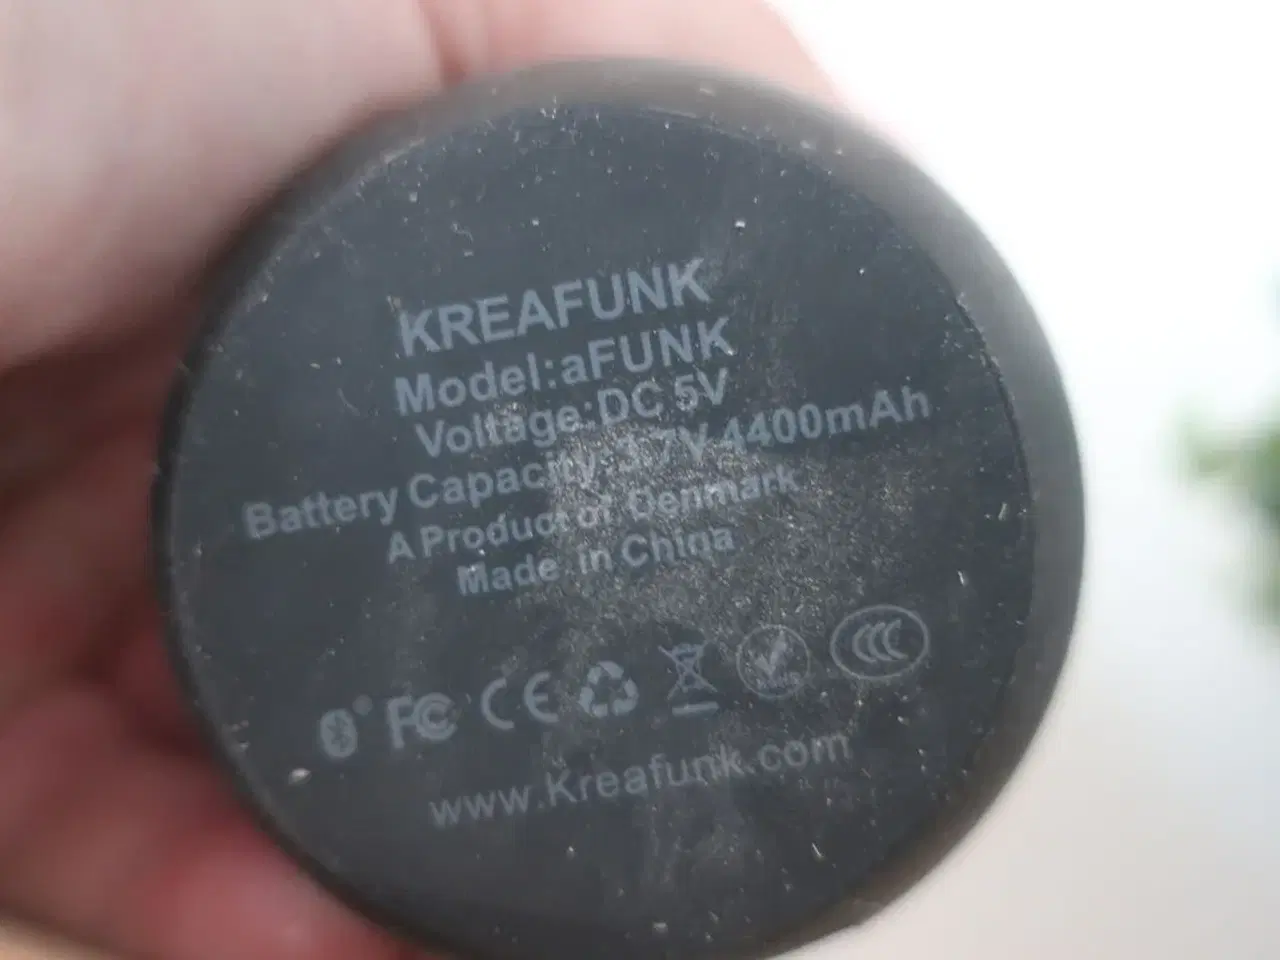 KREAFUNK
Model:aFUNK
Voltage:DC 5V
Battery Capacity:3.7V 4400mAh
A Product of Denmark
Made in China
FC CE CCC
www.Kreafunk.com